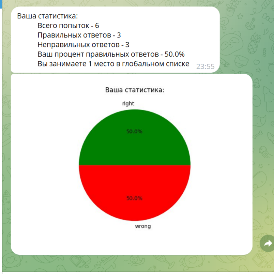 Ваша статистика:
Всего попыток - 6
Правильных ответов - 3
Неправильных ответов - 3
Ваш процент правильных ответов - 50.0%
Вы занимаете 1 место в глобальном списке
23:55
Ваша статистика:
right
50.0%
50.0%
wrong